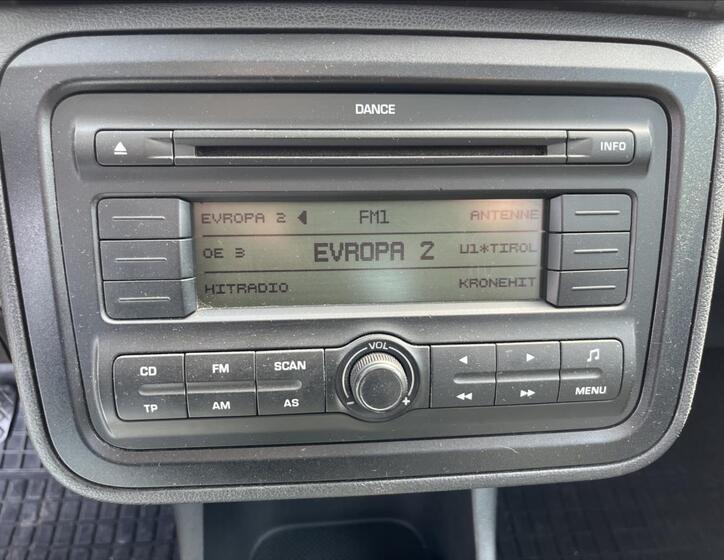 DANCE
INFO
EVROPA 2 FM1 ANTENNE
OE 3 EVROPA 2 U1*TIROL
HITRADIO KRONEHIT
VOL
CD FM SCAN
MENU
TP AM AS
- +